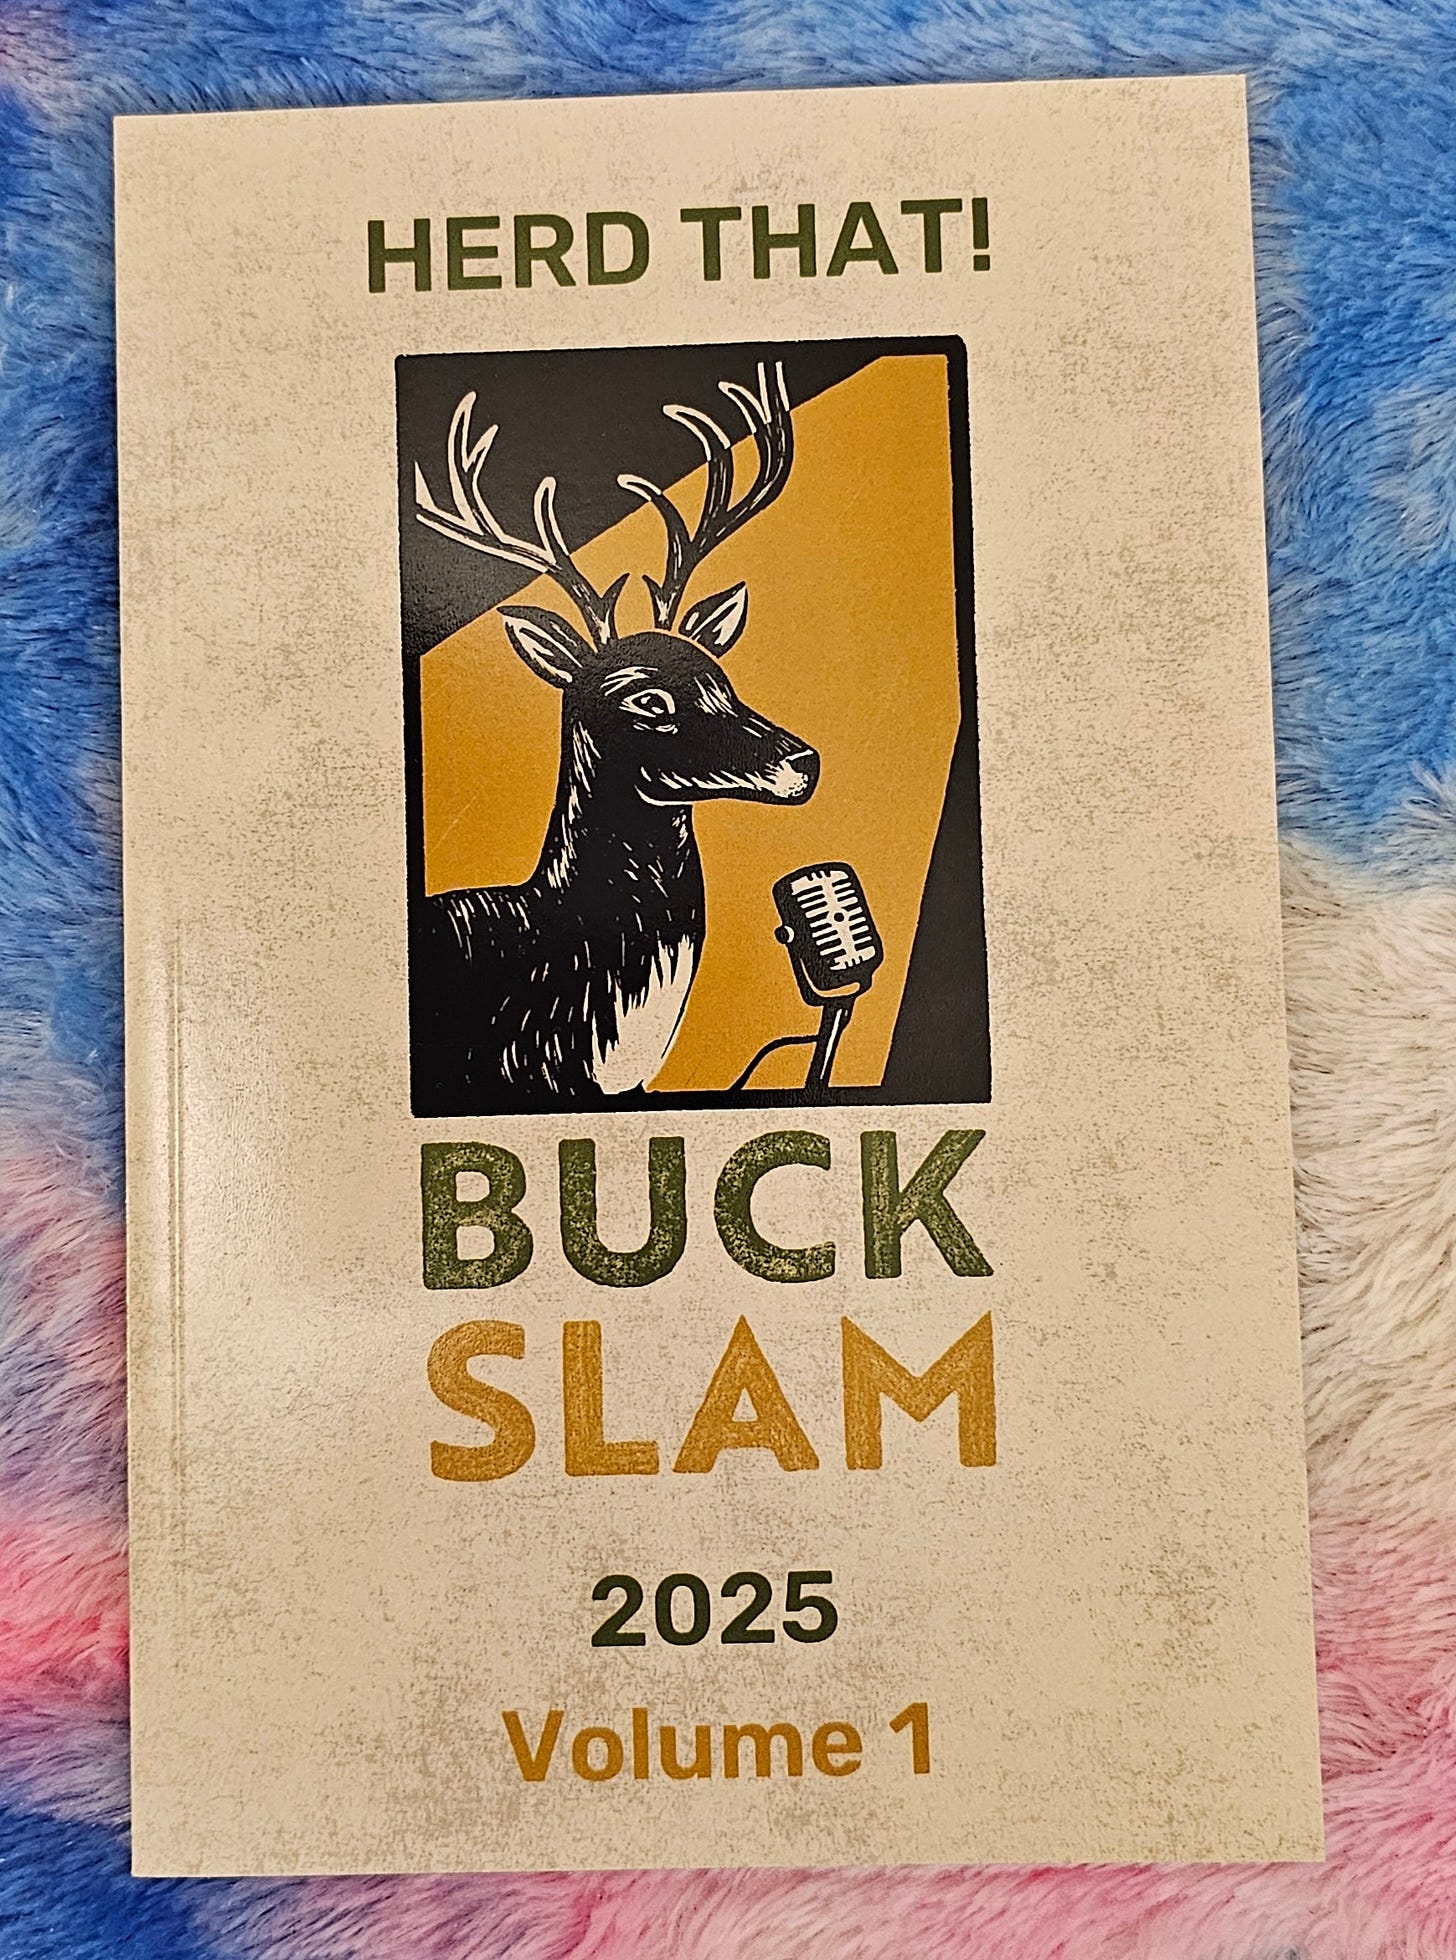 HERD THAT!
BUCK
SLAM
2025
Volume 1